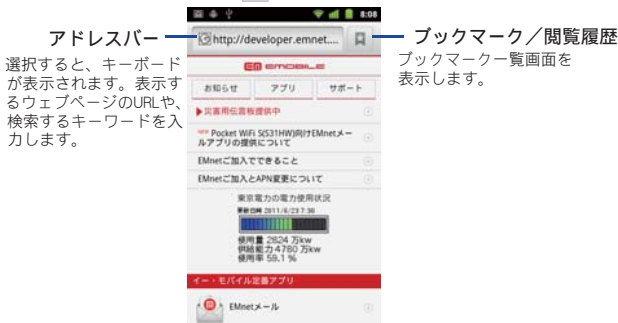 アドレスバー
選択すると、キーボード
が表示されます。表示す
るウェブページのURLや、
検索するキーワードを入
力します。
8:08
http://developer.emnet....
EMOBILE
お知らせ
アプリ
サポート
災害用伝言板提供中
NEW Pocket WiFi S(S31HW)向けEMnetメー
ルアプリの提供について
EMnetご加入でできること
EMnetご加入とAPN変更について
東京電力の電力使用状況
更新日時 2011/6/23 7:30
使用量 2824 万kw
供給能力 4780 万kw
使用率 59.1 %
イー・モバイル定番アプリ
EMnetメール
ブックマーク／閲覧履歴
ブックマーク一覧画面を
表示します。